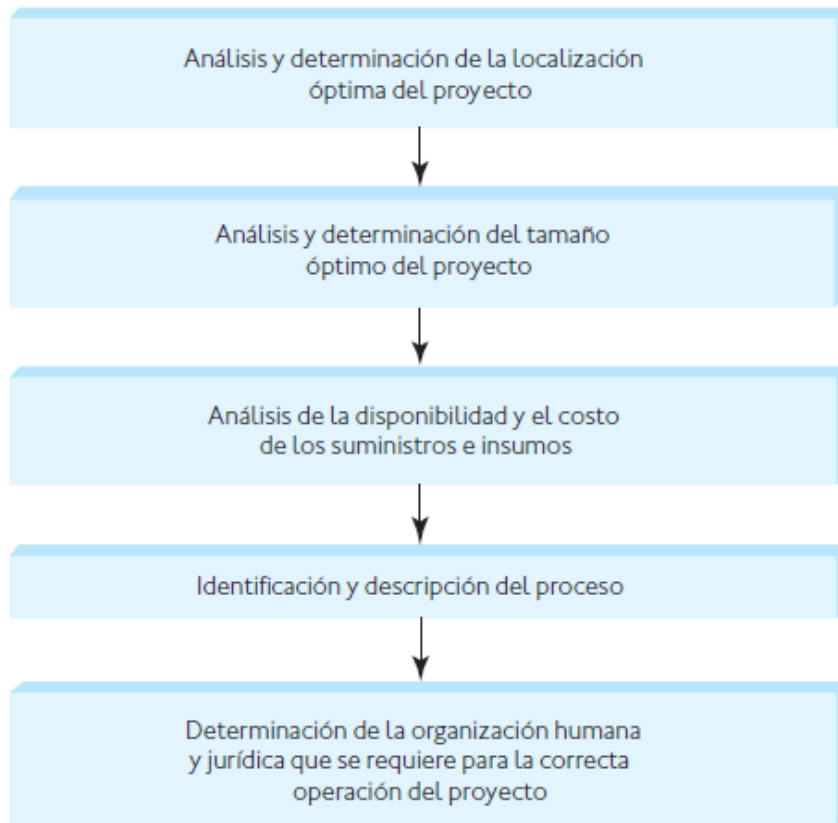 Análisis y determinación de la localización
óptima del proyecto
Análisis y determinación del tamaño
óptimo del proyecto
Análisis de la disponibilidad y el costo
de los suministros e insumos
Identificación y descripción del proceso
Determinación de la organización humana
y jurídica que se requiere para la correcta
operación del proyecto